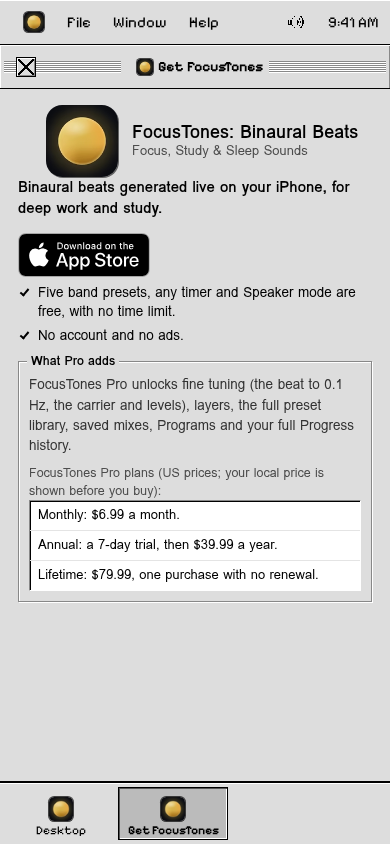 File Window Help 9:41 AM
Get FocusTones
FocusTones: Binaural Beats
Focus, Study & Sleep Sounds
Binaural beats generated live on your iPhone, for
deep work and study.
Download on the
App Store
Five band presets, any timer and Speaker mode are
free, with no time limit.
No account and no ads.
What Pro adds
FocusTones Pro unlocks fine tuning (the beat to 0.1
Hz, the carrier and levels), layers, the full preset
library, saved mixes, Programs and your full Progress
history.
FocusTones Pro plans (US prices; your local price is
shown before you buy):
Monthly: $6.99 a month.
Annual: a 7-day trial, then $39.99 a year.
Lifetime: $79.99, one purchase with no renewal.
Desktop Get FocusTones